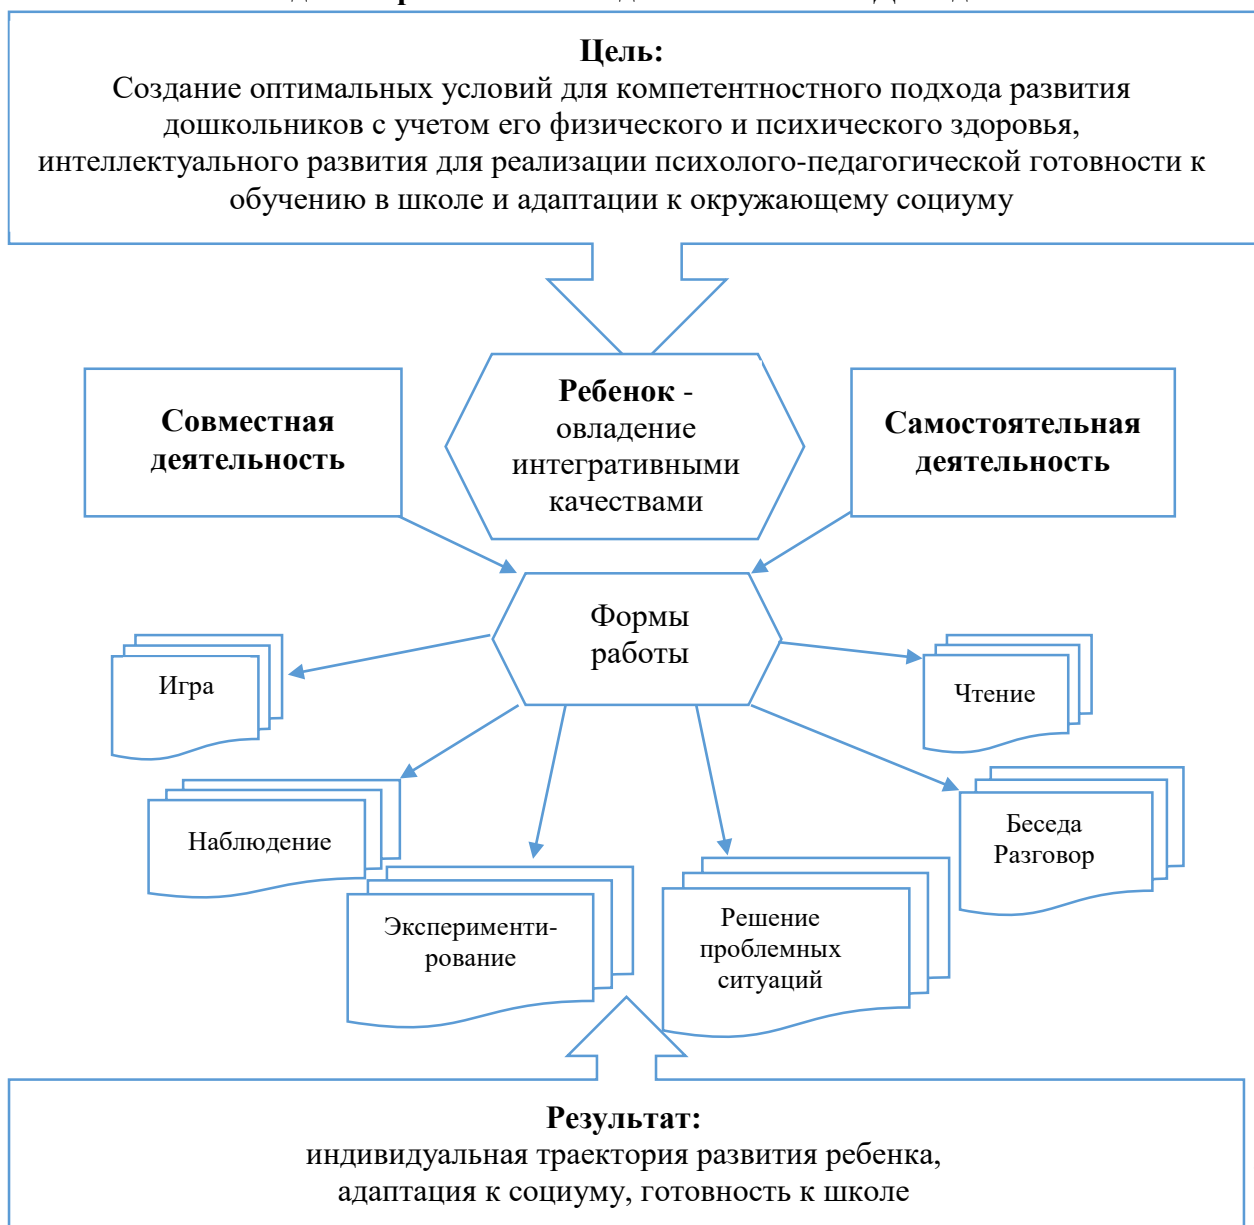 Цель:
Создание оптимальных условий для компетентностного подхода развития
дошкольников с учетом его физического и психического здоровья,
интеллектуального развития для реализации психолого-педагогической готовности к
обучению в школе и адаптации к окружающему социуму
Совместная
деятельность
Ребенок -
овладение
интегративными
качествами
Самостоятельная
деятельность
Формы
работы
Игра
Чтение
Наблюдение
Беседа
Разговор
Эксперименти-
рование
Решение
проблемных
ситуаций
Результат:
индивидуальная траектория развития ребенка,
адаптация к социуму, готовность к школе